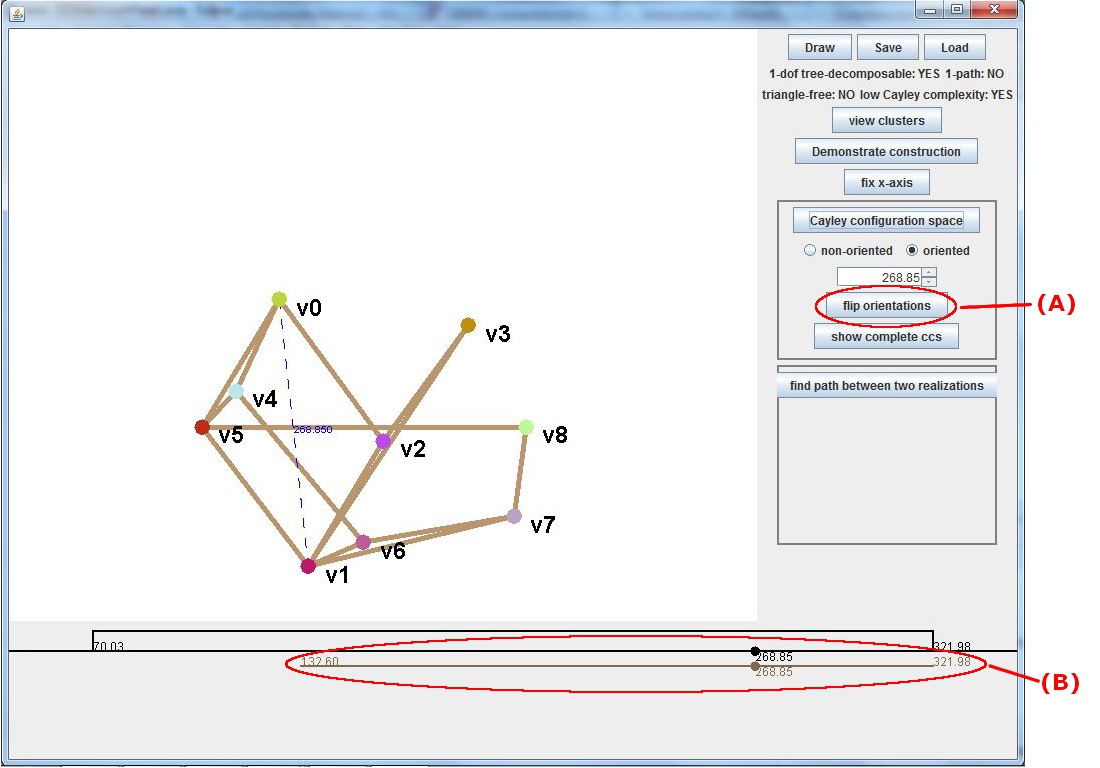 Draw Save Load
1-dof tree-decomposable: YES 1-path: NO
triangle-free: NO low Cayley complexity: YES
view clusters
Demonstrate construction
fix x-axis
Cayley configuration space
non-oriented oriented
268.85
flip orientations
(A)
show complete ccs
find path between two realizations
v0
v3
v4
v5
268.850
v2
v8
v7
v6
v1
70.03
321.98
132.60
268.85
321.98
268.85
(B)